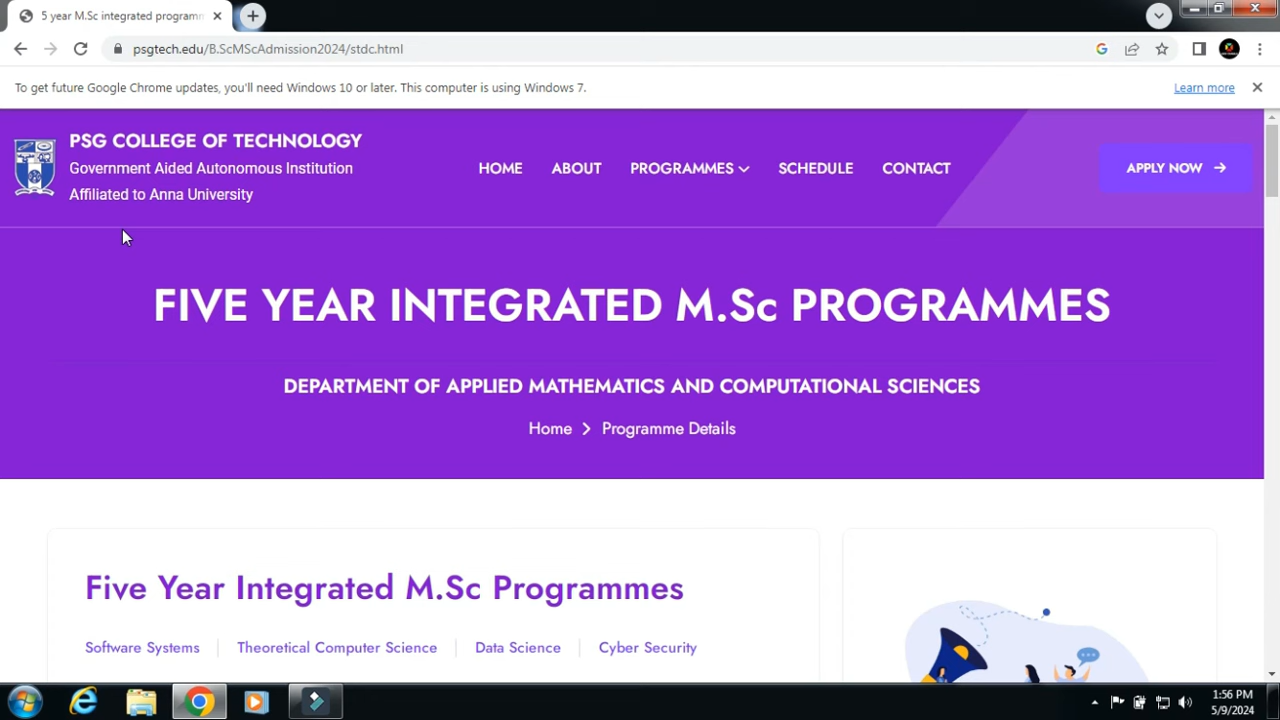 5 year M.Sc integrated programm
psgtech.edu/B.ScMScAdmission2024/stdc.html
To get future Google Chrome updates, you'll need Windows 10 or later. This computer is using Windows 7.
Learn more
PSG COLLEGE OF TECHNOLOGY
Government Aided Autonomous Institution
Affiliated to Anna University
HOME
ABOUT
PROGRAMMES
SCHEDULE
CONTACT
APPLY NOW
FIVE YEAR INTEGRATED M.Sc PROGRAMMES
DEPARTMENT OF APPLIED MATHEMATICS AND COMPUTATIONAL SCIENCES
Home > Programme Details
Five Year Integrated M.Sc Programmes
Software Systems
Theoretical Computer Science
Data Science
Cyber Security
1:56 PM
5/9/2024